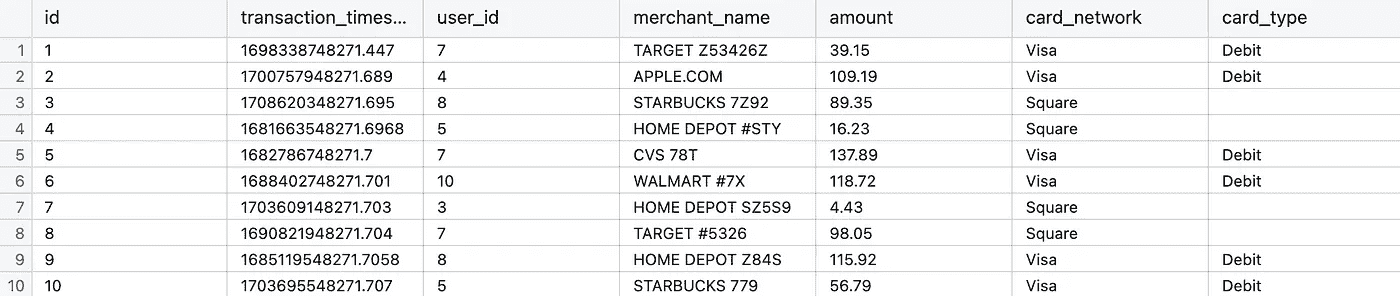 id transaction_times... user_id merchant_name amount card_network card_type
1 1 1698338748271.447 7 TARGET Z53426Z 39.15 Visa Debit
2 2 1700757948271.689 4 APPLE.COM 109.19 Visa Debit
3 3 1708620348271.695 8 STARBUCKS 7Z92 89.35 Square
4 4 1681663548271.6968 5 HOME DEPOT #STY 16.23 Square
5 5 1682786748271.7 7 CVS 78T 137.89 Visa Debit
6 6 1688402748271.701 10 WALMART #7X 118.72 Visa Debit
7 7 1703609148271.703 3 HOME DEPOT SZ5S9 4.43 Square
8 8 1690821948271.704 7 TARGET #5326 98.05 Square
9 9 1685119548271.7058 8 HOME DEPOT Z84S 115.92 Visa Debit
10 10 1703695548271.707 5 STARBUCKS 779 56.79 Visa Debit